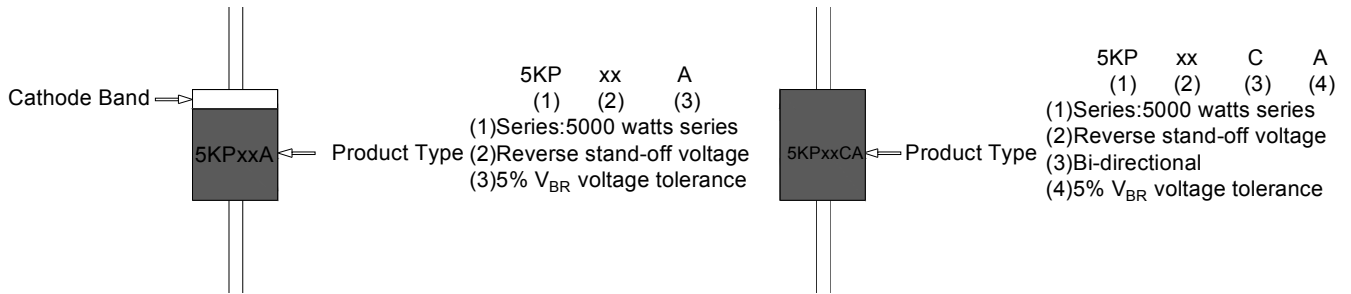 Cathode Band
5KPxxA
Product Type
5KP xx A
(1) (2) (3)
(1)Series:5000 watts series
(2)Reverse stand-off voltage
(3)5% VBR voltage tolerance
5KPxxCA
Product Type
5KP xx C A
(1) (2) (3) (4)
(1)Series:5000 watts series
(2)Reverse stand-off voltage
(3)Bi-directional
(4)5% VBR voltage tolerance